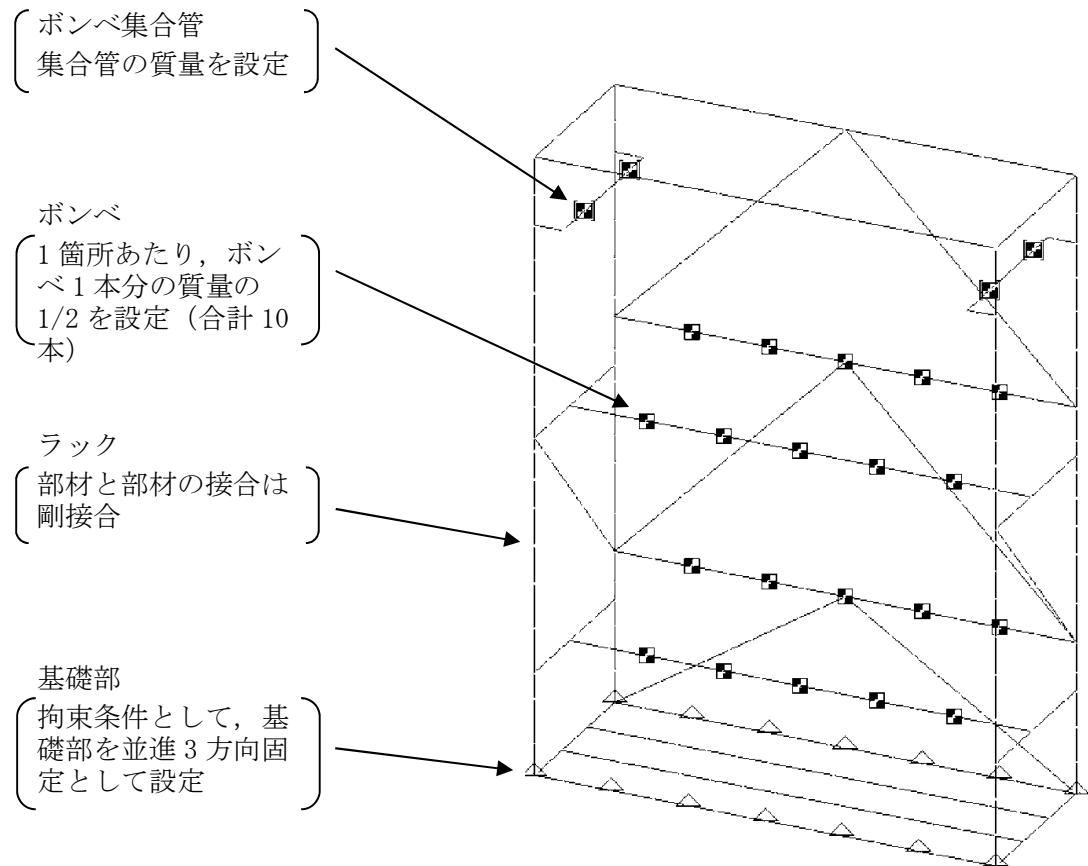 ボンベ集合管
集合管の質量を設定
ボンベ
1 箇所あたり，ボン
ベ 1 本分の質量の
1/2 を設定（合計 10
本）
ラック
部材と部材の接合は
剛接合
基礎部
拘束条件として，基
礎部を並進 3 方向固
定として設定